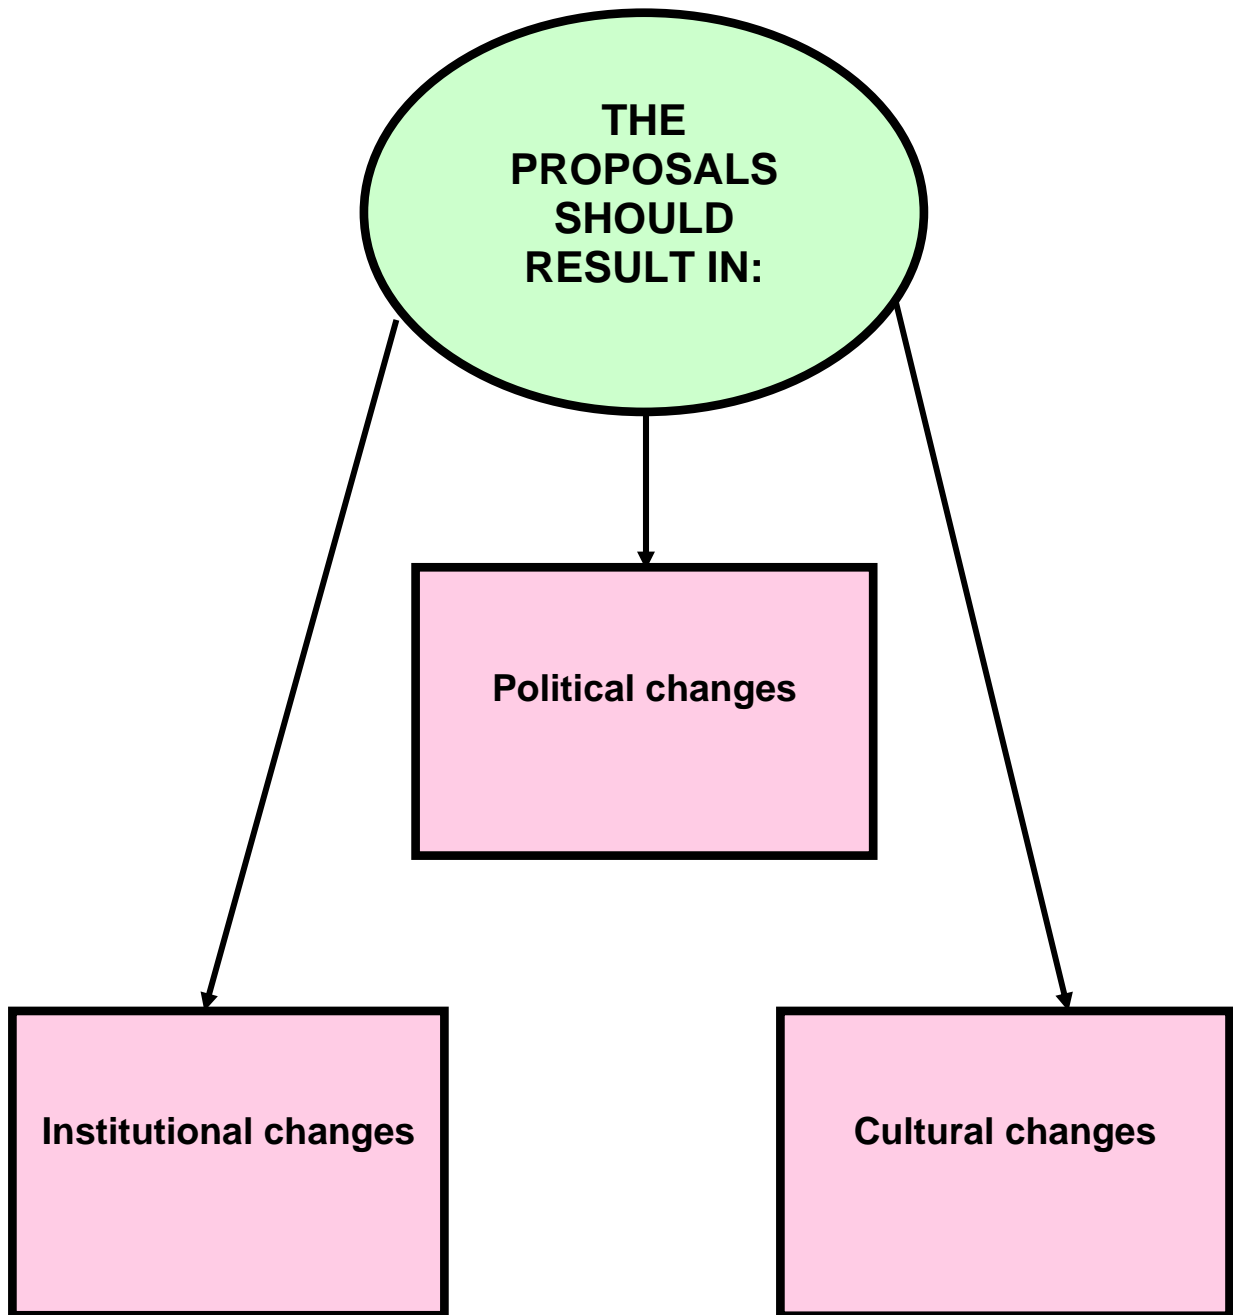 THE
PROPOSALS
SHOULD
RESULT IN:
Political changes
Institutional changes
Cultural changes